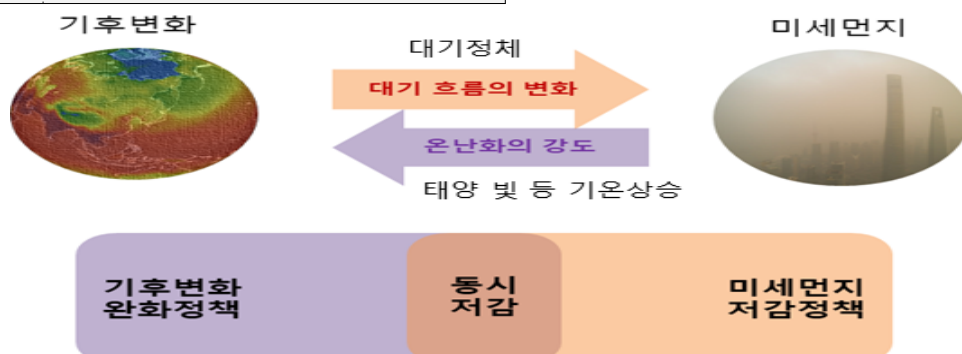 기후변화
미세먼지
대기정체
대기 흐름의 변화
온난화의 강도
태양 빛 등 기온상승
기후변화
완화정책
동시
저감
미세먼지
저감정책